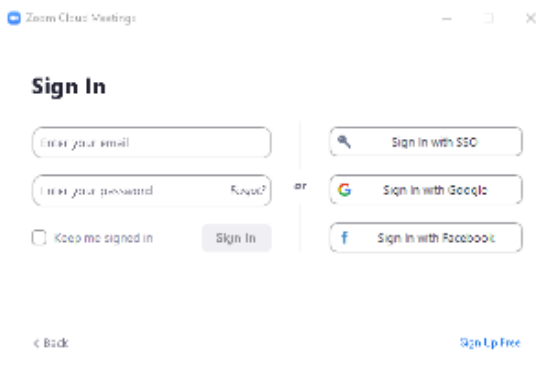 Zoom Cloud Meetings
Sign In
Enter your email
Enter your password
Forgot?
Keep me signed in
Sign In
or
Sign In with SSO
Sign In with Google
Sign In with Facebook
< Back
Sign Up Free